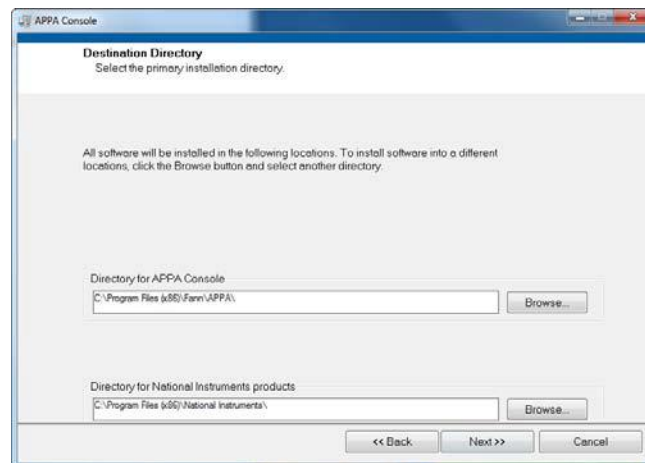 APPA Console
Destination Directory
Select the primary installation directory.
All software will be installed in the following locations. To install software into a different
locations, click the Browse button and select another directory.
Directory for APPA Console
C:\Program Files (x86)\Fann\APPA\
Browse...
Directory for National Instruments products
C:\Program Files (x86)\National Instruments\
Browse...
<< Back
Next >>
Cancel